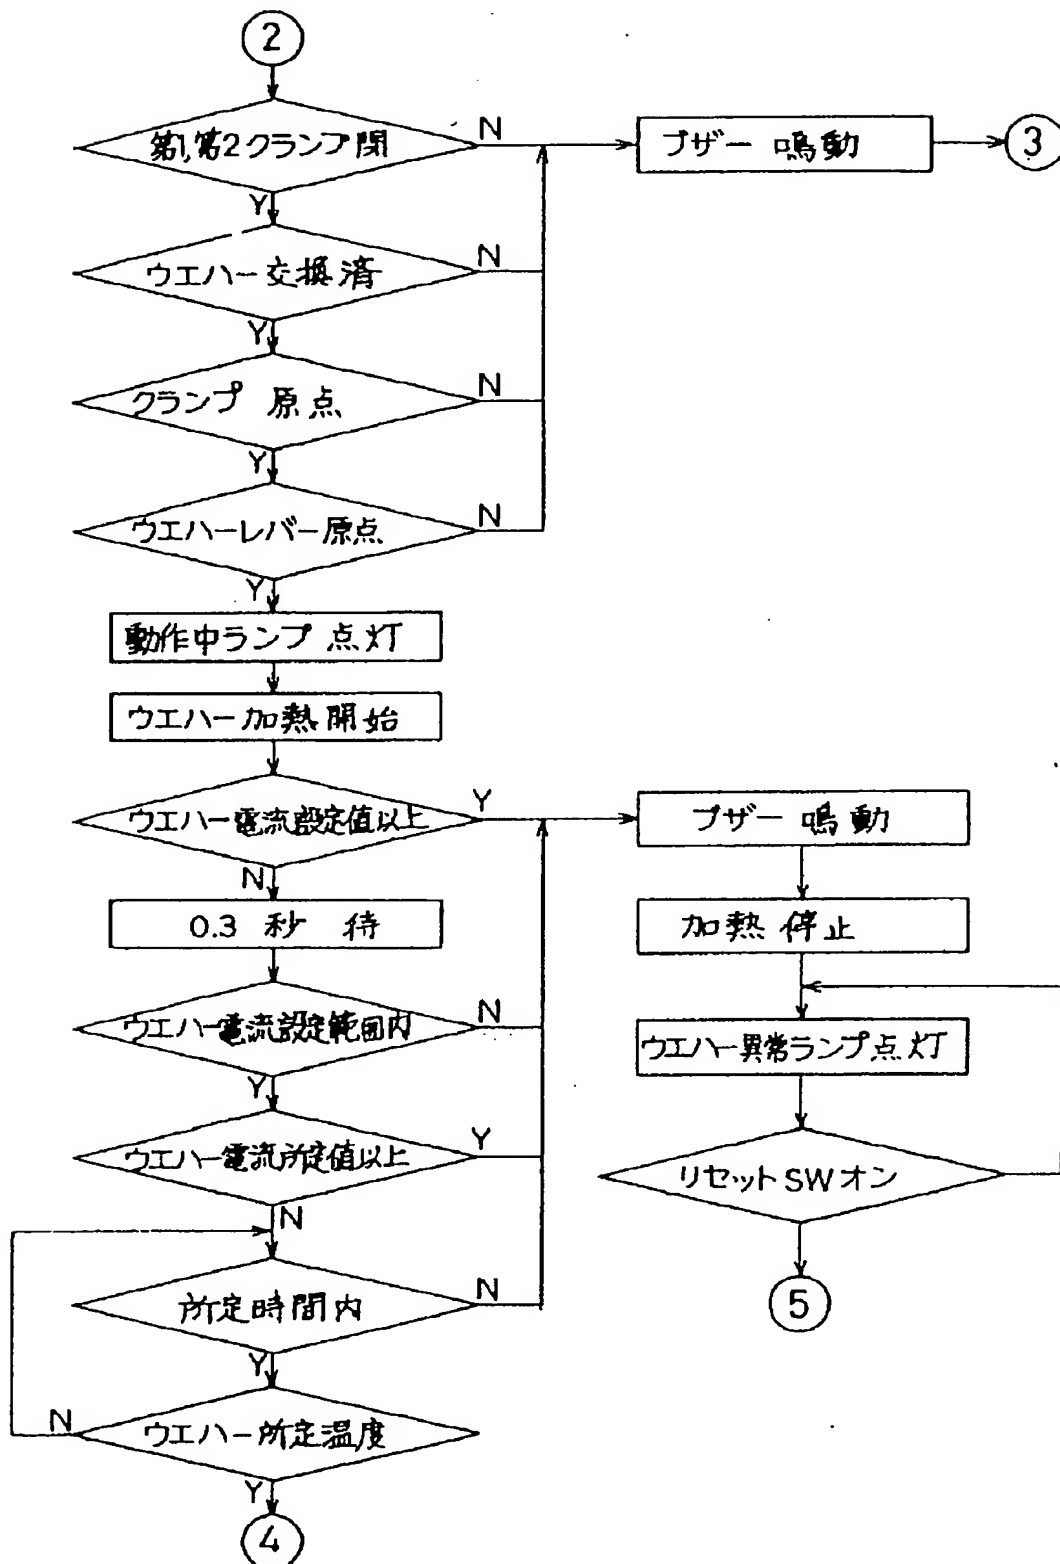 2
第1,第2クランプ閉
N
ブザー 鳴動
3
Y
ウエハー交換済
N
Y
クランプ 原点
N
Y
ウエハーレバー原点
N
Y
動作中ランプ 点灯
ウエハー加熱開始
ウエハー電流設定値以上
Y
ブザー 鳴動
N
0.3 秒 待
加熱 停止
ウエハー電流設定範囲内
N
ウエハー異常ランプ点灯
Y
ウエハー電流所定値以上
Y
リセットSWオン
N
所定時間内
N
5
Y
ウエハー所定温度
N
Y
4